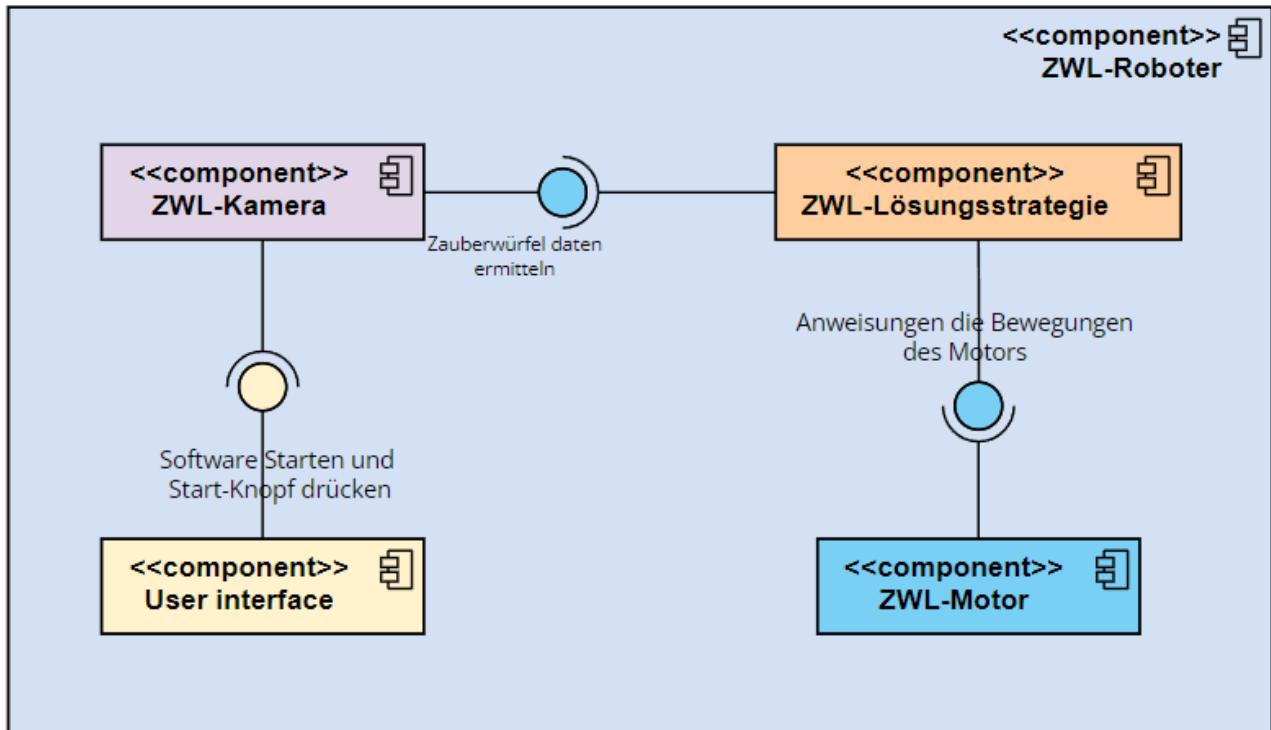 <<component>>
ZWL-Roboter
<<component>>
ZWL-Kamera
<<component>>
ZWL-Lösungsstrategie
Zauberwürfel daten
ermitteln
Anweisungen die Bewegungen
des Motors
Software Starten und
Start-Knopf drücken
<<component>>
User interface
<<component>>
ZWL-Motor